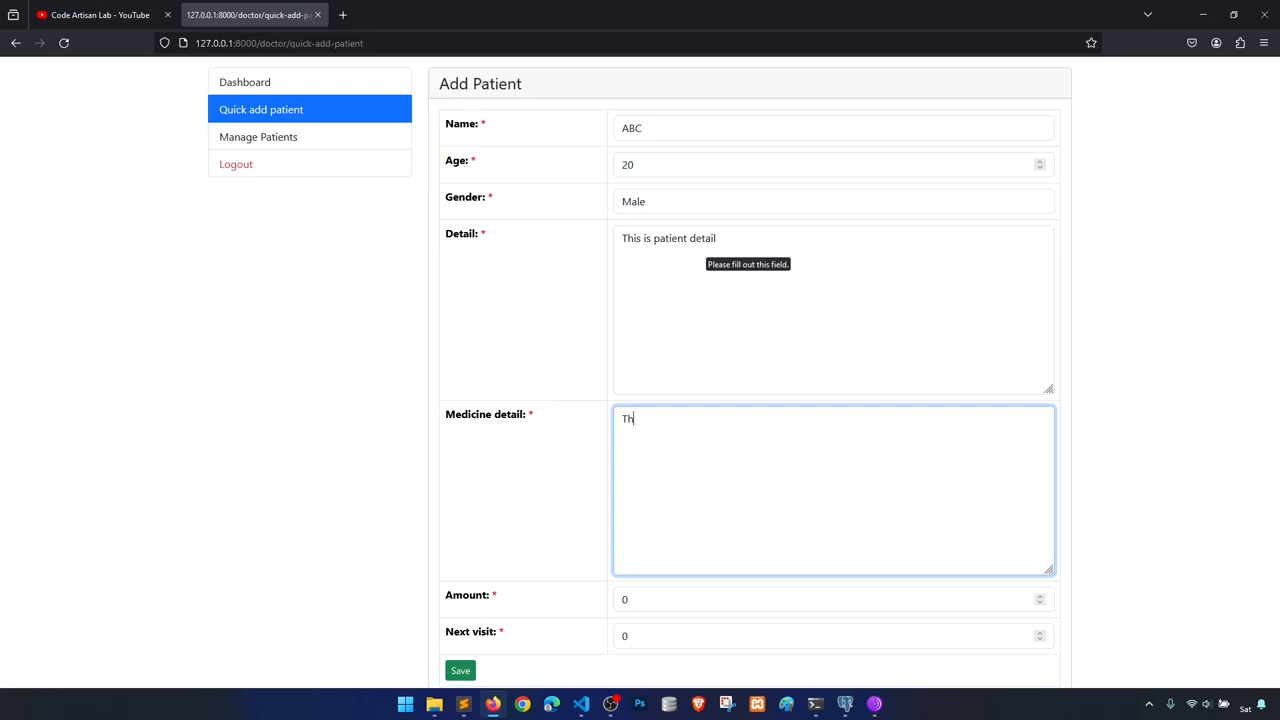 Code Artisan Lab - YouTube
127.0.0.1:8000/doctor/quick-add-pa
127.0.0.1:8000/doctor/quick-add-patient
Dashboard
Quick add patient
Manage Patients
Logout
Add Patient
Name: *
ABC
Age: *
20
Gender: *
Male
Detail: *
This is patient detail
Please fill out this field.
Medicine detail: *
Th
Amount: *
0
Next visit: *
0
Save
Sat